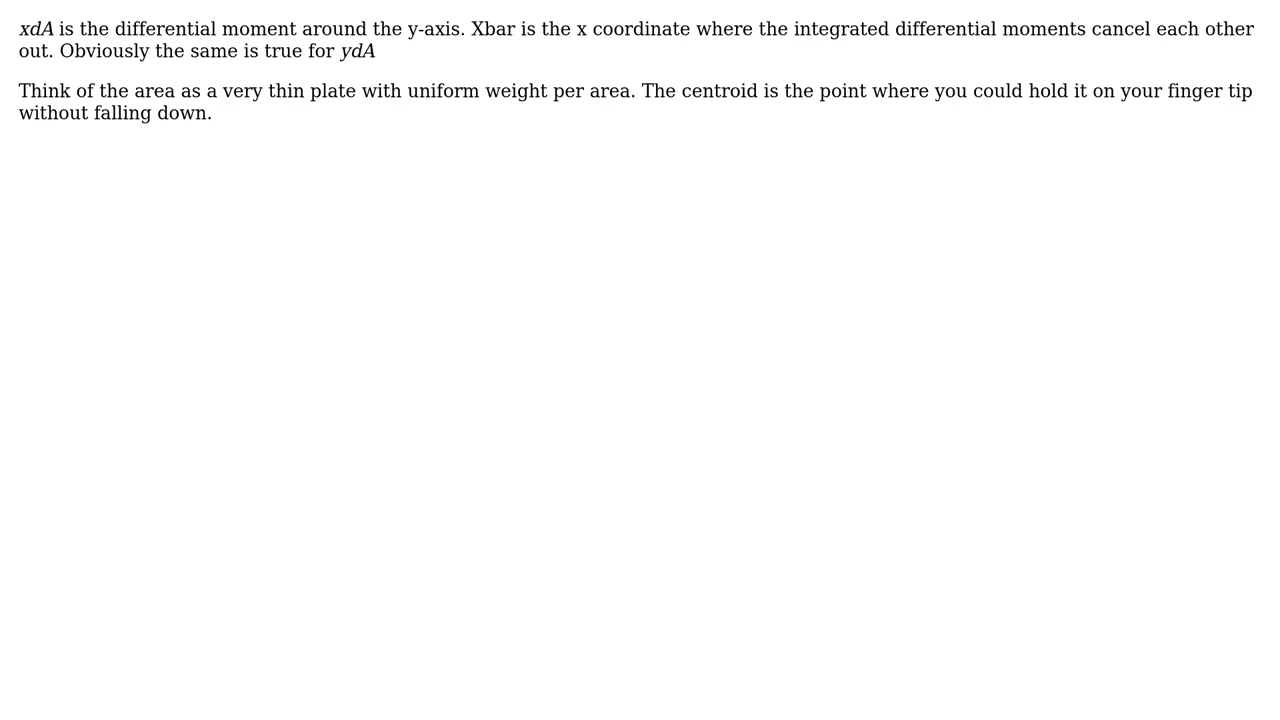 xdA is the differential moment around the y-axis. Xbar is the x coordinate where the integrated differential moments cancel each other
out. Obviously the same is true for ydA
Think of the area as a very thin plate with uniform weight per area. The centroid is the point where you could hold it on your finger tip
without falling down.